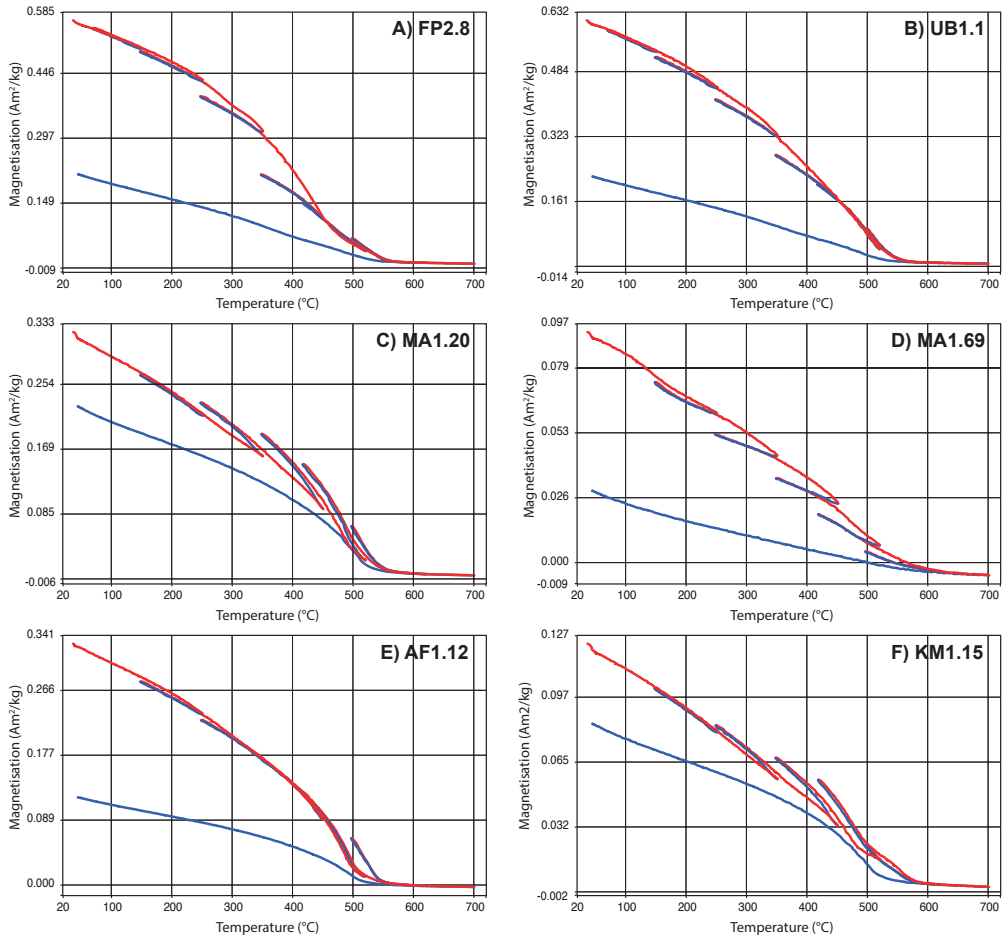 A) FP2.8
Magnetisation (Am²/kg)
0.585
0.446
0.297
0.149
-0.009
20 100 200 300 400 500 600 700
Temperature (°C)
B) UB1.1
Magnetisation (Am²/kg)
0.632
0.484
0.323
0.161
-0.014
20 100 200 300 400 500 600 700
Temperature (°C)
C) MA1.20
Magnetisation (Am²/kg)
0.333
0.254
0.169
0.085
-0.006
20 100 200 300 400 500 600 700
Temperature (°C)
D) MA1.69
Magnetisation (Am²/kg)
0.097
0.079
0.053
0.026
0.000
-0.009
20 100 200 300 400 500 600 700
Temperature (°C)
E) AF1.12
Magnetisation (Am²/kg)
0.341
0.266
0.177
0.089
0.000
20 100 200 300 400 500 600 700
Temperature (°C)
F) KM1.15
Magnetisation (Am2/kg)
0.127
0.097
0.065
0.032
-0.002
20 100 200 300 400 500 600 700
Temperature (°C)